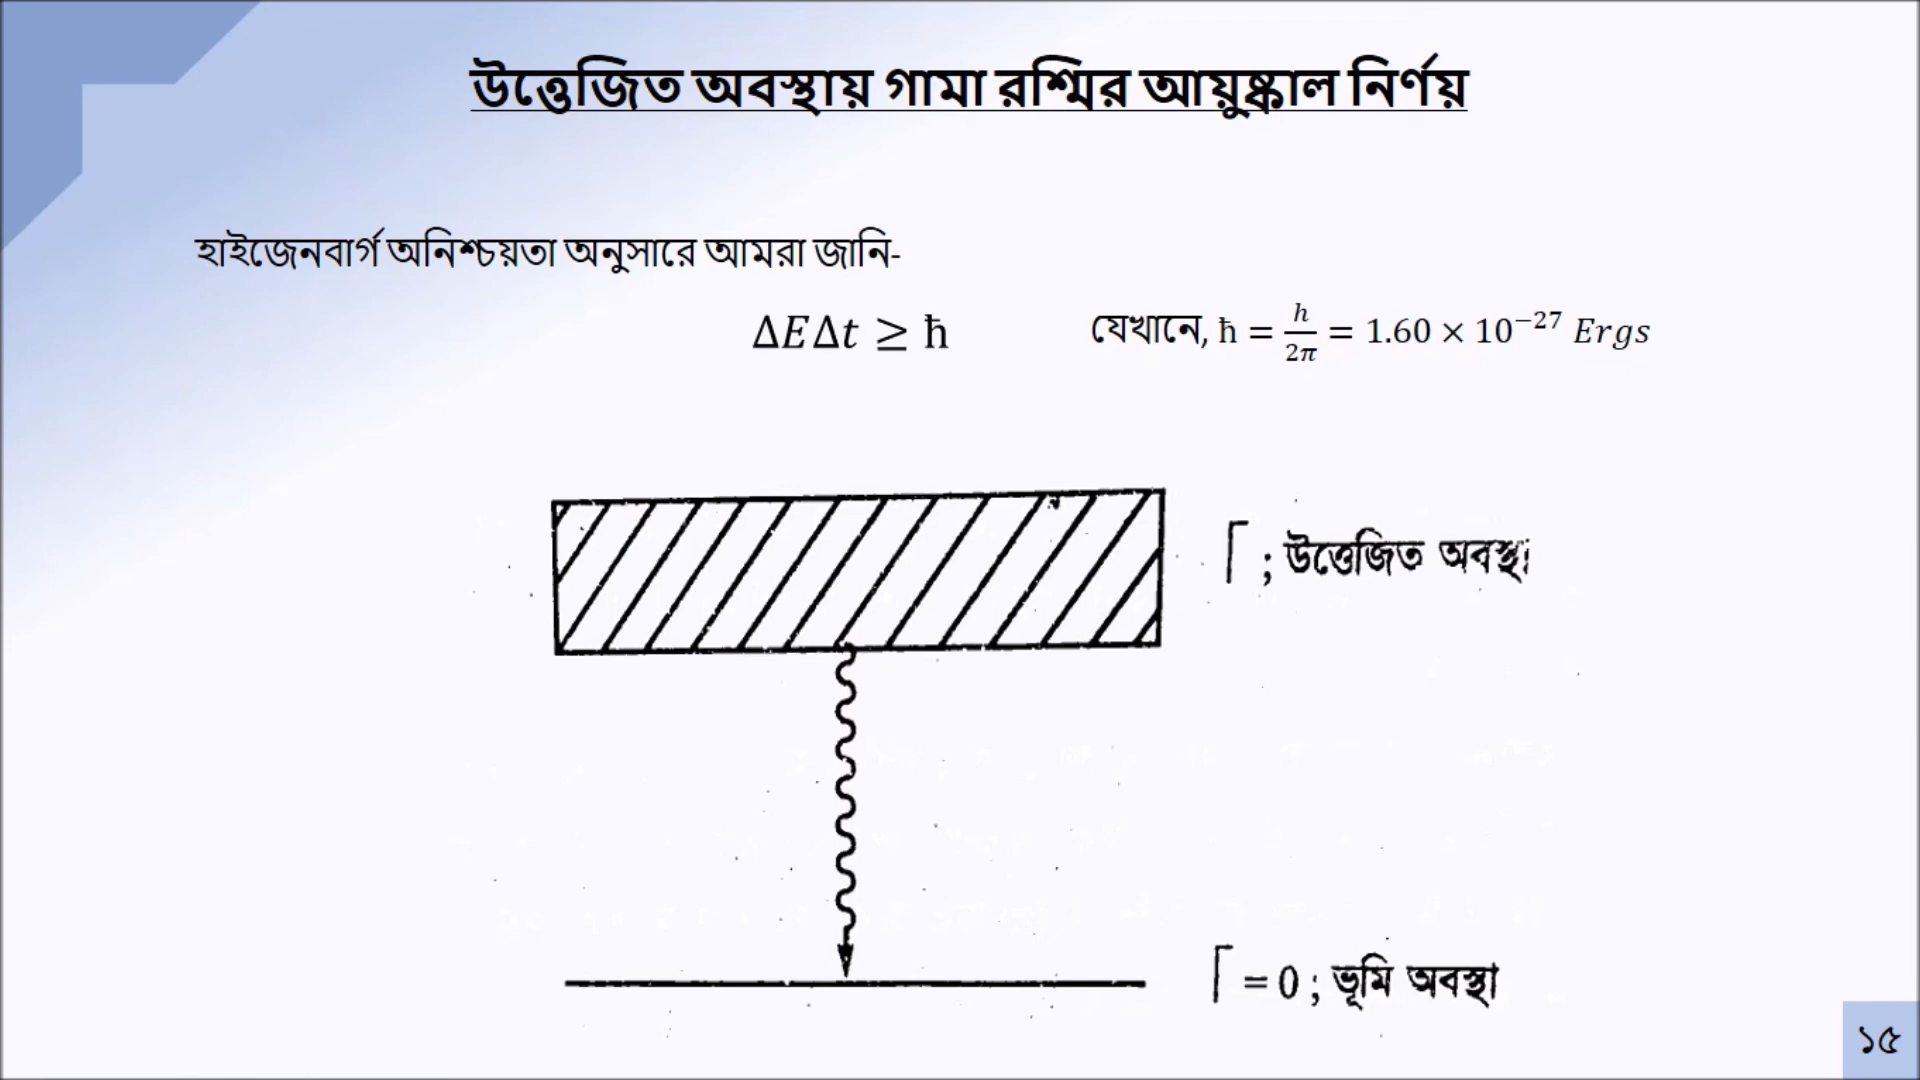 উত্তেজিত অবস্থায় গামা রশ্মির আয়ুষ্কাল নির্ণয়
হাইজেনবার্গ অনিশ্চয়তা অনুসারে আমরা জানি-
ΔEΔt ≥ ħ যেখানে, ħ = h/2π = 1.60 × 10⁻²⁷ Ergs
Γ ; উত্তেজিত অবস্থা
Γ = 0 ; ভূমি অবস্থা
১৫